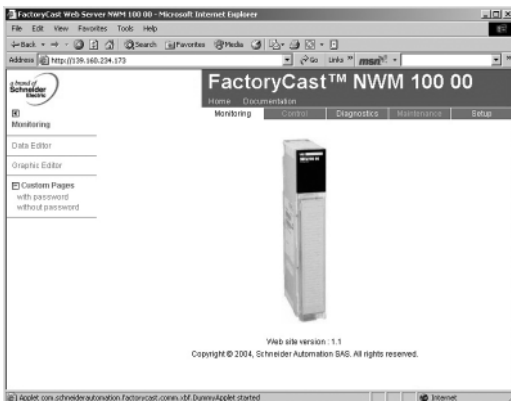 FactoryCast Web Server NWM 100 00 - Microsoft Internet Explorer
File Edit View Favorites Tools Help
Back Search Favorites Media
Address http://139.160.234.173 Go Links msn
a brand of
Schneider
Electric
FactoryCast™ NWM 100 00
Home Documentation
Monitoring Control Diagnostics Maintenance Setup
Monitoring
Data Editor
Graphic Editor
Custom Pages
with password
without password
Web site version : 1.1
Copyright © 2004, Schneider Automation SAS. All rights reserved.
Applet com.schneiderautomation.factorycast.comm.xbf.DummyApplet started Internet